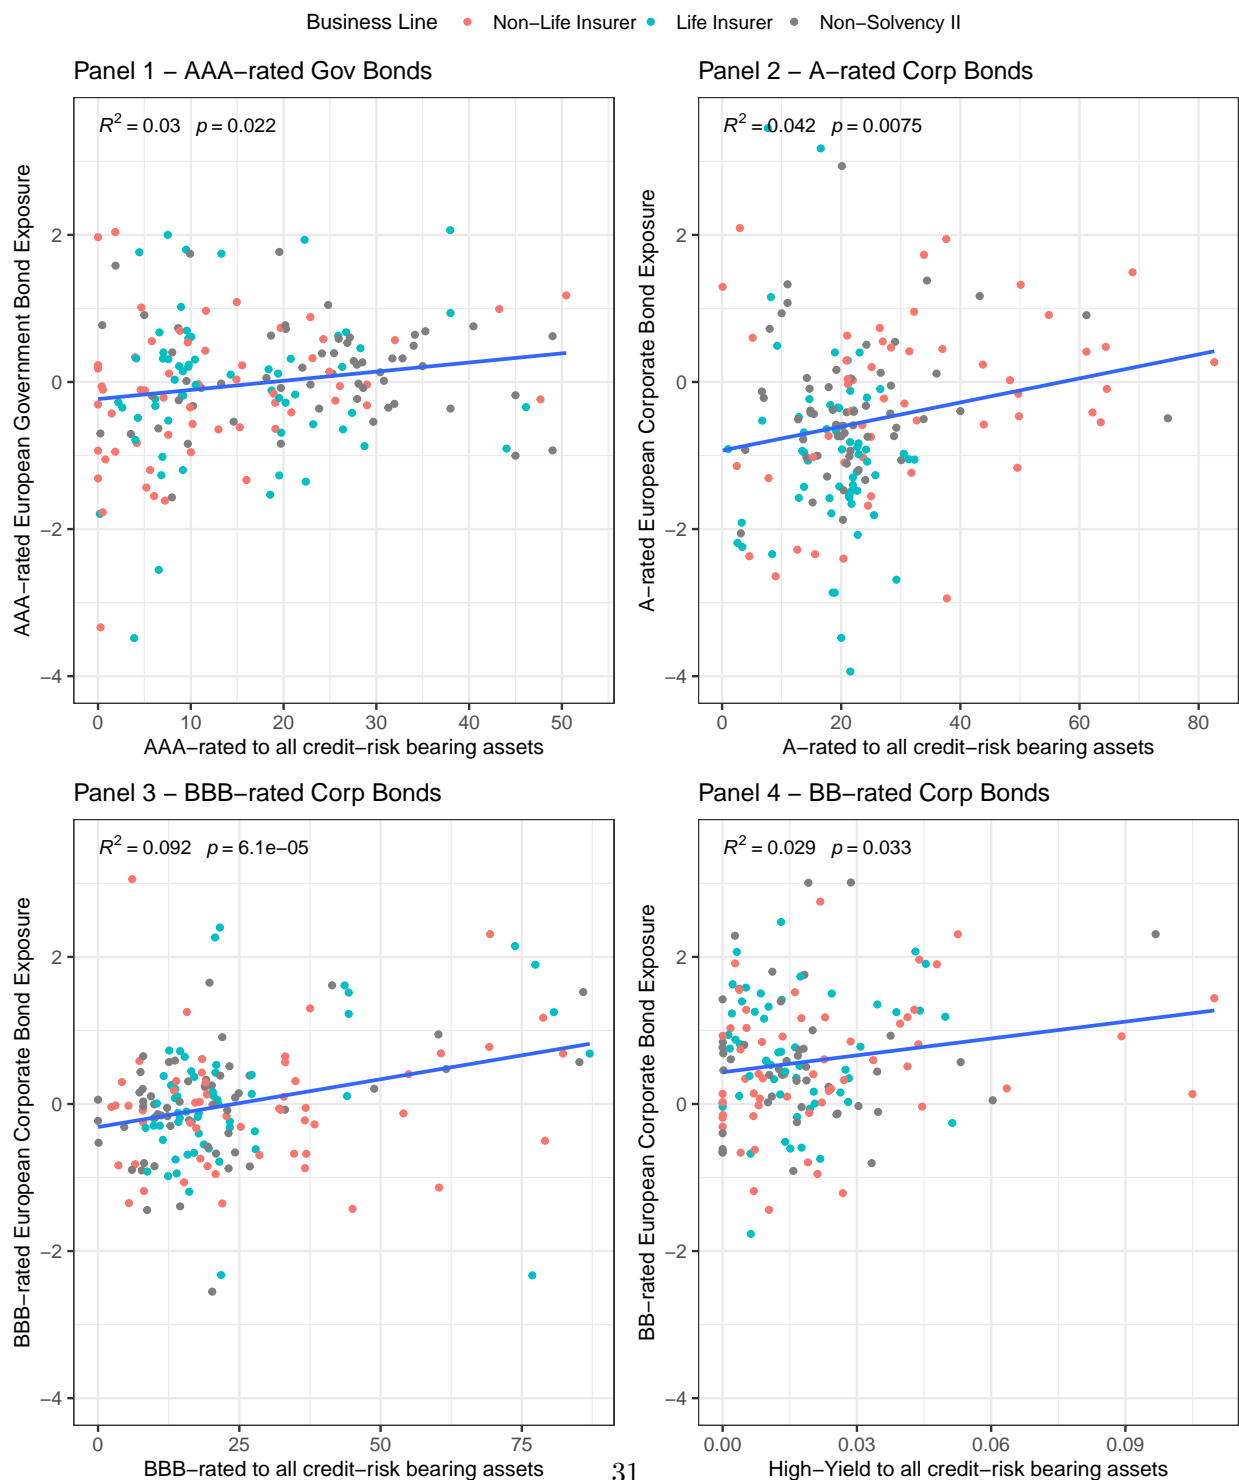 Business Line Non−Life Insurer Life Insurer Non−Solvency II
Panel 1 − AAA−rated Gov Bonds
R² = 0.03 p = 0.022
AAA−rated European Government Bond Exposure
2
0
−2
−4
0 10 20 30 40 50
AAA−rated to all credit−risk bearing assets
Panel 2 − A−rated Corp Bonds
R² = 0.042 p = 0.0075
A−rated European Corporate Bond Exposure
2
0
−2
−4
0 20 40 60 80
A−rated to all credit−risk bearing assets
Panel 3 − BBB−rated Corp Bonds
R² = 0.092 p = 6.1e−05
BBB−rated European Corporate Bond Exposure
2
0
−2
−4
0 25 50 75
BBB−rated to all credit−risk bearing assets
Panel 4 − BB−rated Corp Bonds
R² = 0.029 p = 0.033
BB−rated European Corporate Bond Exposure
2
0
−2
−4
0.00 0.03 0.06 0.09
High−Yield to all credit−risk bearing assets
31